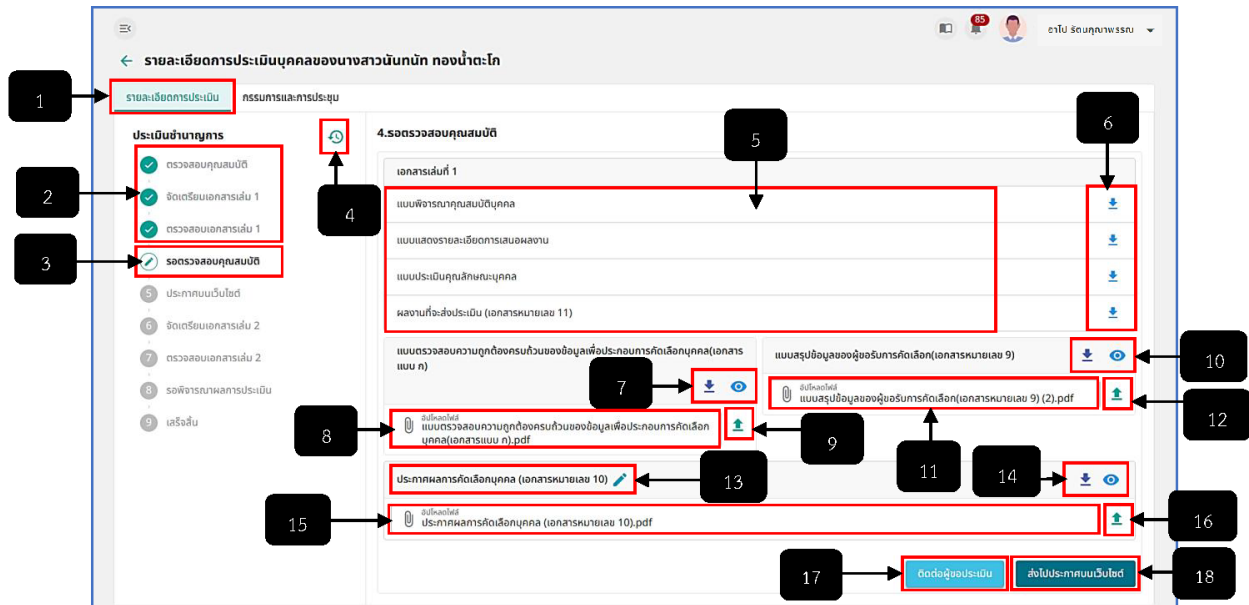 85
อาโป รัตนคุณาพรรณ
รายละเอียดการประเมินบุคคลของนางสาวนันทนัท ทองน้ำตะโก
1
รายละเอียดการประเมิน
กรรมการและการประชุม
ประเมินชำนาญการ
4.รอตรวจสอบคุณสมบัติ
5
6
2
ตรวจสอบคุณสมบัติ
จัดเตรียมเอกสารเล่ม 1
ตรวจสอบเอกสารเล่ม 1
4
3
รอตรวจสอบคุณสมบัติ
5 ประกาศบนเว็บไซต์
6 จัดเตรียมเอกสารเล่ม 2
7 ตรวจสอบเอกสารเล่ม 2
8 รอพิจารณาผลการประเมิน
9 เสร็จสิ้น
เอกสารเล่มที่ 1
แบบพิจารณาคุณสมบัติบุคคล
แบบแสดงรายละเอียดการเสนอผลงาน
แบบประเมินคุณลักษณะบุคคล
ผลงานที่จะส่งประเมิน (เอกสารหมายเลข 11)
แบบตรวจสอบความถูกต้องครบถ้วนของข้อมูลเพื่อประกอบการคัดเลือกบุคคล(เอกสาร
แบบ ก)
7
แบบสรุปข้อมูลของผู้ขอรับการคัดเลือก(เอกสารหมายเลข 9)
10
8
อัปโหลดไฟล์
แบบตรวจสอบความถูกต้องครบถ้วนของข้อมูลเพื่อประกอบการคัดเลือก
บุคคล(เอกสารแบบ ก).pdf
9
อัปโหลดไฟล์
แบบสรุปข้อมูลของผู้ขอรับการคัดเลือก(เอกสารหมายเลข 9) (2).pdf
11
12
ประกาศผลการคัดเลือกบุคคล (เอกสารหมายเลข 10)
13
14
15
อัปโหลดไฟล์
ประกาศผลการคัดเลือกบุคคล (เอกสารหมายเลข 10).pdf
16
17
ติดต่อผู้ขอประเมิน
ส่งไปประกาศบนเว็บไซต์
18